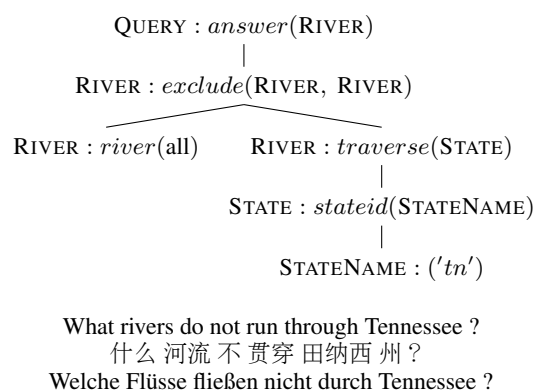 QUERY : answer(RIVER)
RIVER : exclude(RIVER, RIVER)
RIVER : river(all) RIVER : traverse(STATE)
STATE : stateid(STATENAME)
STATENAME : ('tn')
What rivers do not run through Tennessee ?
什么 河流 不 贯穿 田纳西 州 ?
Welche Flüsse fließen nicht durch Tennessee ?